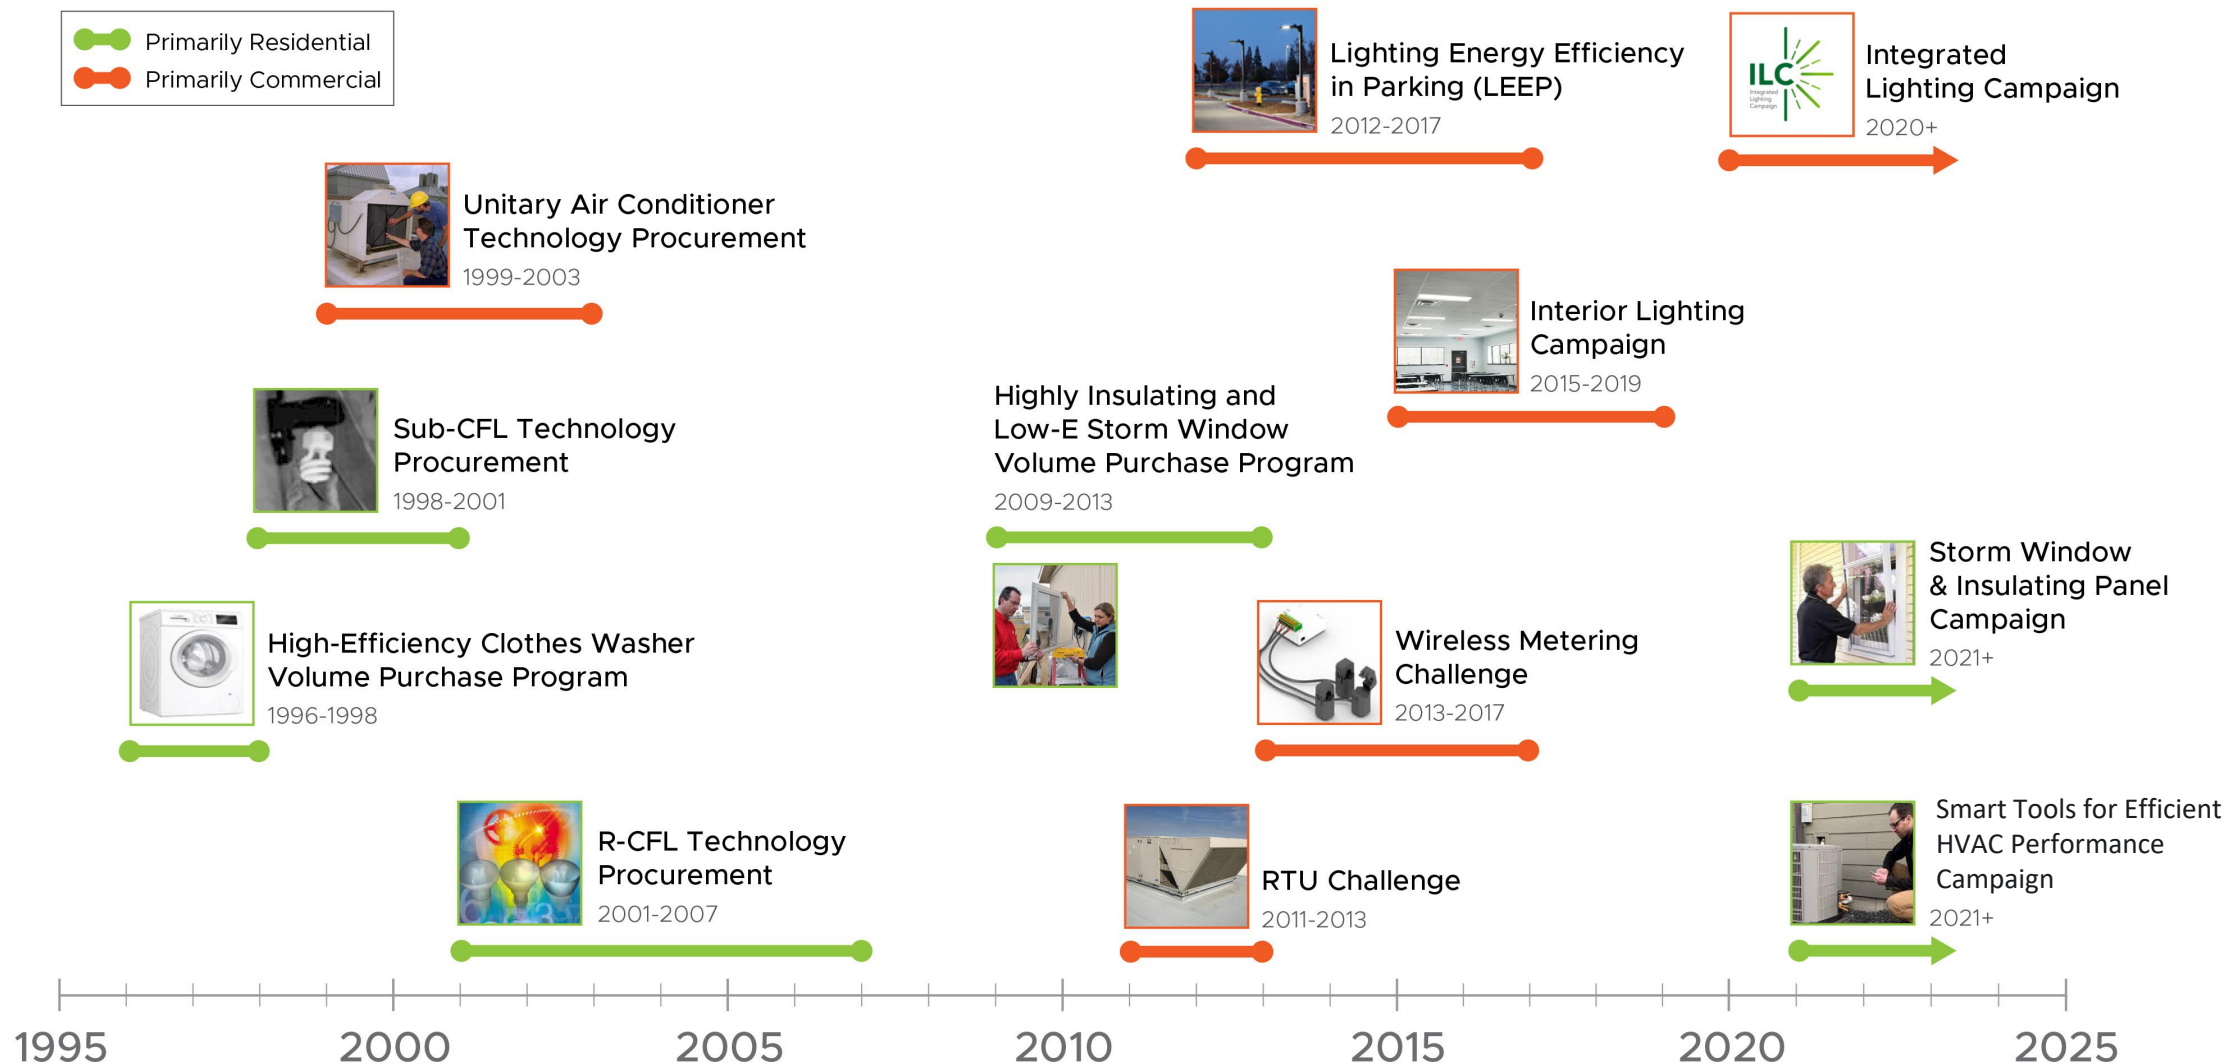 Primarily Residential
Primarily Commercial
Lighting Energy Efficiency
in Parking (LEEP)
2012-2017
ILC
Integrated
Lighting
Campaign
Integrated
Lighting Campaign
2020+
Unitary Air Conditioner
Technology Procurement
1999-2003
Interior Lighting
Campaign
2015-2019
Sub-CFL Technology
Procurement
1998-2001
Highly Insulating and
Low-E Storm Window
Volume Purchase Program
2009-2013
Storm Window
& Insulating Panel
Campaign
2021+
High-Efficiency Clothes Washer
Volume Purchase Program
1996-1998
Wireless Metering
Challenge
2013-2017
R-CFL Technology
Procurement
2001-2007
RTU Challenge
2011-2013
Smart Tools for Efficient
HVAC Performance
Campaign
2021+
1995 2000 2005 2010 2015 2020 2025